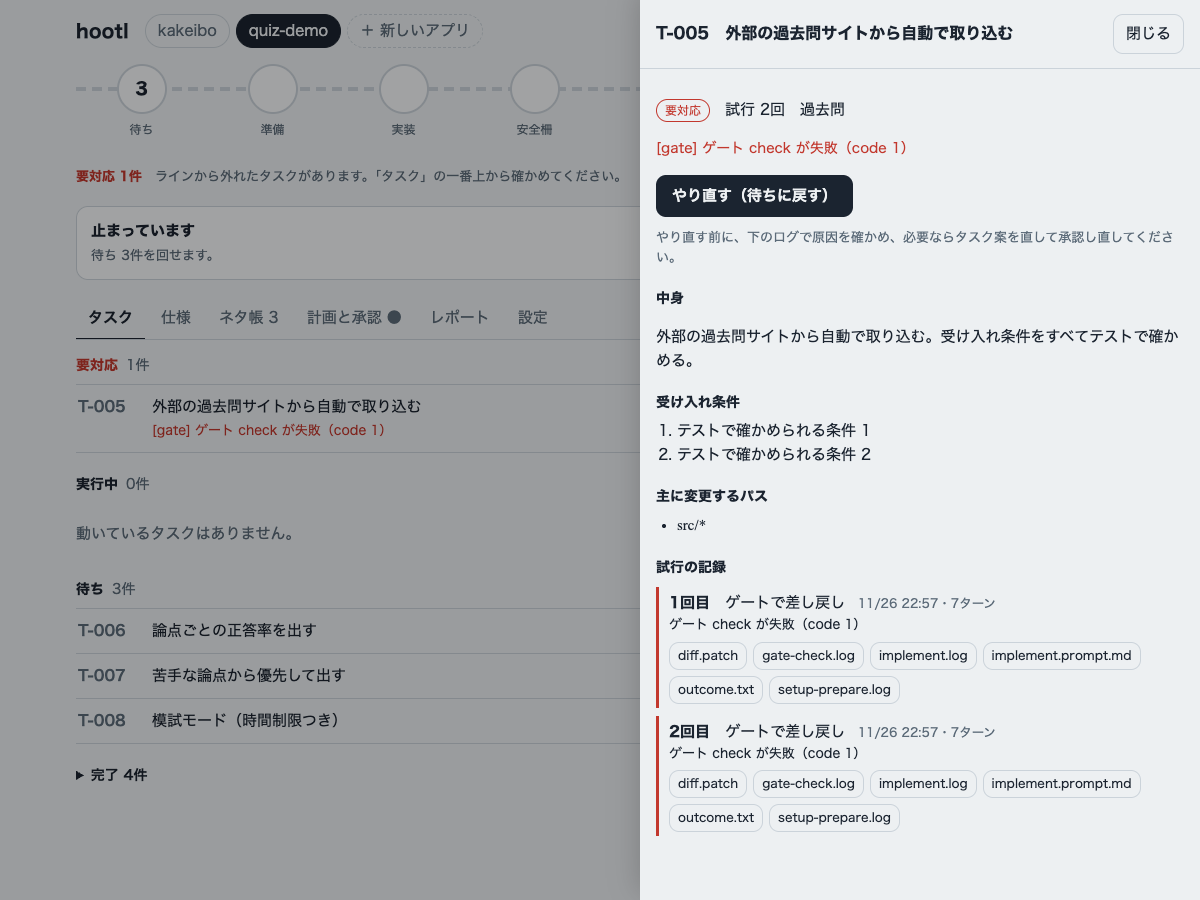 hootl
kakeibo
quiz-demo
+ 新しいアプリ
3
待ち
準備
実装
安全柵
要対応 1件 ラインから外れたタスクがあります。「タスク」の一番上から確かめてください。
止まっています
待ち 3件を回せます。
タスク 仕様 ネタ帳 3 計画と承認 レポート 設定
要対応 1件
T-005 外部の過去問サイトから自動で取り込む
[gate] ゲート check が失敗（code 1）
実行中 0件
動いているタスクはありません。
待ち 3件
T-006 論点ごとの正答率を出す
T-007 苦手な論点から優先して出す
T-008 模試モード（時間制限つき）
▶ 完了 4件
T-005 外部の過去問サイトから自動で取り込む
閉じる
要対応 試行 2回 過去問
[gate] ゲート check が失敗（code 1）
やり直す（待ちに戻す）
やり直す前に、下のログで原因を確かめ、必要ならタスク案を直して承認し直してくださ
い。
中身
外部の過去問サイトから自動で取り込む。受け入れ条件をすべてテストで確か
める。
受け入れ条件
1. テストで確かめられる条件 1
2. テストで確かめられる条件 2
主に変更するパス
• src/*
試行の記録
1回目 ゲートで差し戻し 11/26 22:57・7ターン
ゲート check が失敗（code 1）
diff.patch gate-check.log implement.log implement.prompt.md
outcome.txt setup-prepare.log
2回目 ゲートで差し戻し 11/26 22:57・7ターン
ゲート check が失敗（code 1）
diff.patch gate-check.log implement.log implement.prompt.md
outcome.txt setup-prepare.log